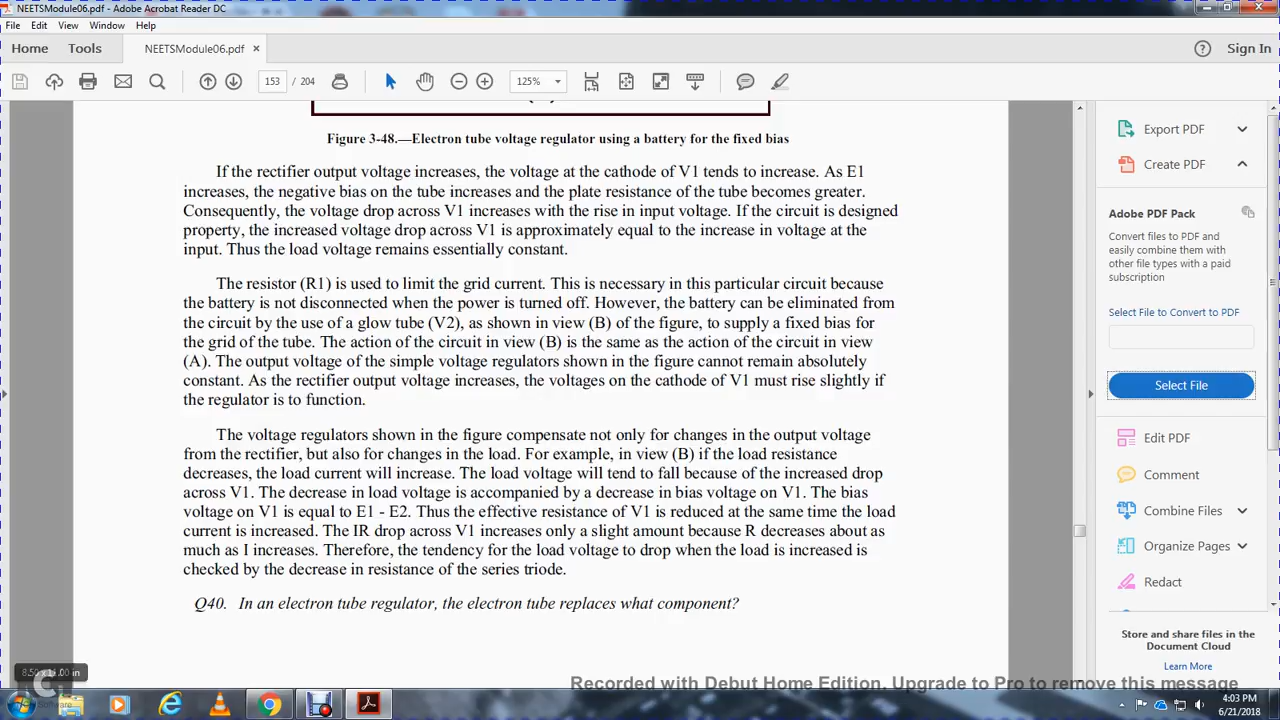 NEETSModule06.pdf - Adobe Acrobat Reader DC
File Edit View Window Help
Home Tools NEETSModule06.pdf × Sign In
153 / 204 125%
Figure 3-48.—Electron tube voltage regulator using a battery for the fixed bias
If the rectifier output voltage increases, the voltage at the cathode of V1 tends to increase. As E1
increases, the negative bias on the tube increases and the plate resistance of the tube becomes greater.
Consequently, the voltage drop across V1 increases with the rise in input voltage. If the circuit is designed
property, the increased voltage drop across V1 is approximately equal to the increase in voltage at the
input. Thus the load voltage remains essentially constant.
The resistor (R1) is used to limit the grid current. This is necessary in this particular circuit because
the battery is not disconnected when the power is turned off. However, the battery can be eliminated from
the circuit by the use of a glow tube (V2), as shown in view (B) of the figure, to supply a fixed bias for
the grid of the tube. The action of the circuit in view (B) is the same as the action of the circuit in view
(A). The output voltage of the simple voltage regulators shown in the figure cannot remain absolutely
constant. As the rectifier output voltage increases, the voltages on the cathode of V1 must rise slightly if
the regulator is to function.
The voltage regulators shown in the figure compensate not only for changes in the output voltage
from the rectifier, but also for changes in the load. For example, in view (B) if the load resistance
decreases, the load current will increase. The load voltage will tend to fall because of the increased drop
across V1. The decrease in load voltage is accompanied by a decrease in bias voltage on V1. The bias
voltage on V1 is equal to E1 - E2. Thus the effective resistance of V1 is reduced at the same time the load
current is increased. The IR drop across V1 increases only a slight amount because R decreases about as
much as I increases. Therefore, the tendency for the load voltage to drop when the load is increased is
checked by the decrease in resistance of the series triode.
Q40. In an electron tube regulator, the electron tube replaces what component?
8.50 x 11.00 in
Export PDF
Create PDF
Adobe PDF Pack
Convert files to PDF and
easily combine them with
other file types with a paid
subscription
Select File to Convert to PDF
Select File
Edit PDF
Comment
Combine Files
Organize Pages
Redact
Store and share files in the
Document Cloud
Learn More
Recorded with Debut Home Edition. Upgrade to Pro to remove this message
Software
4:03 PM
6/21/2018